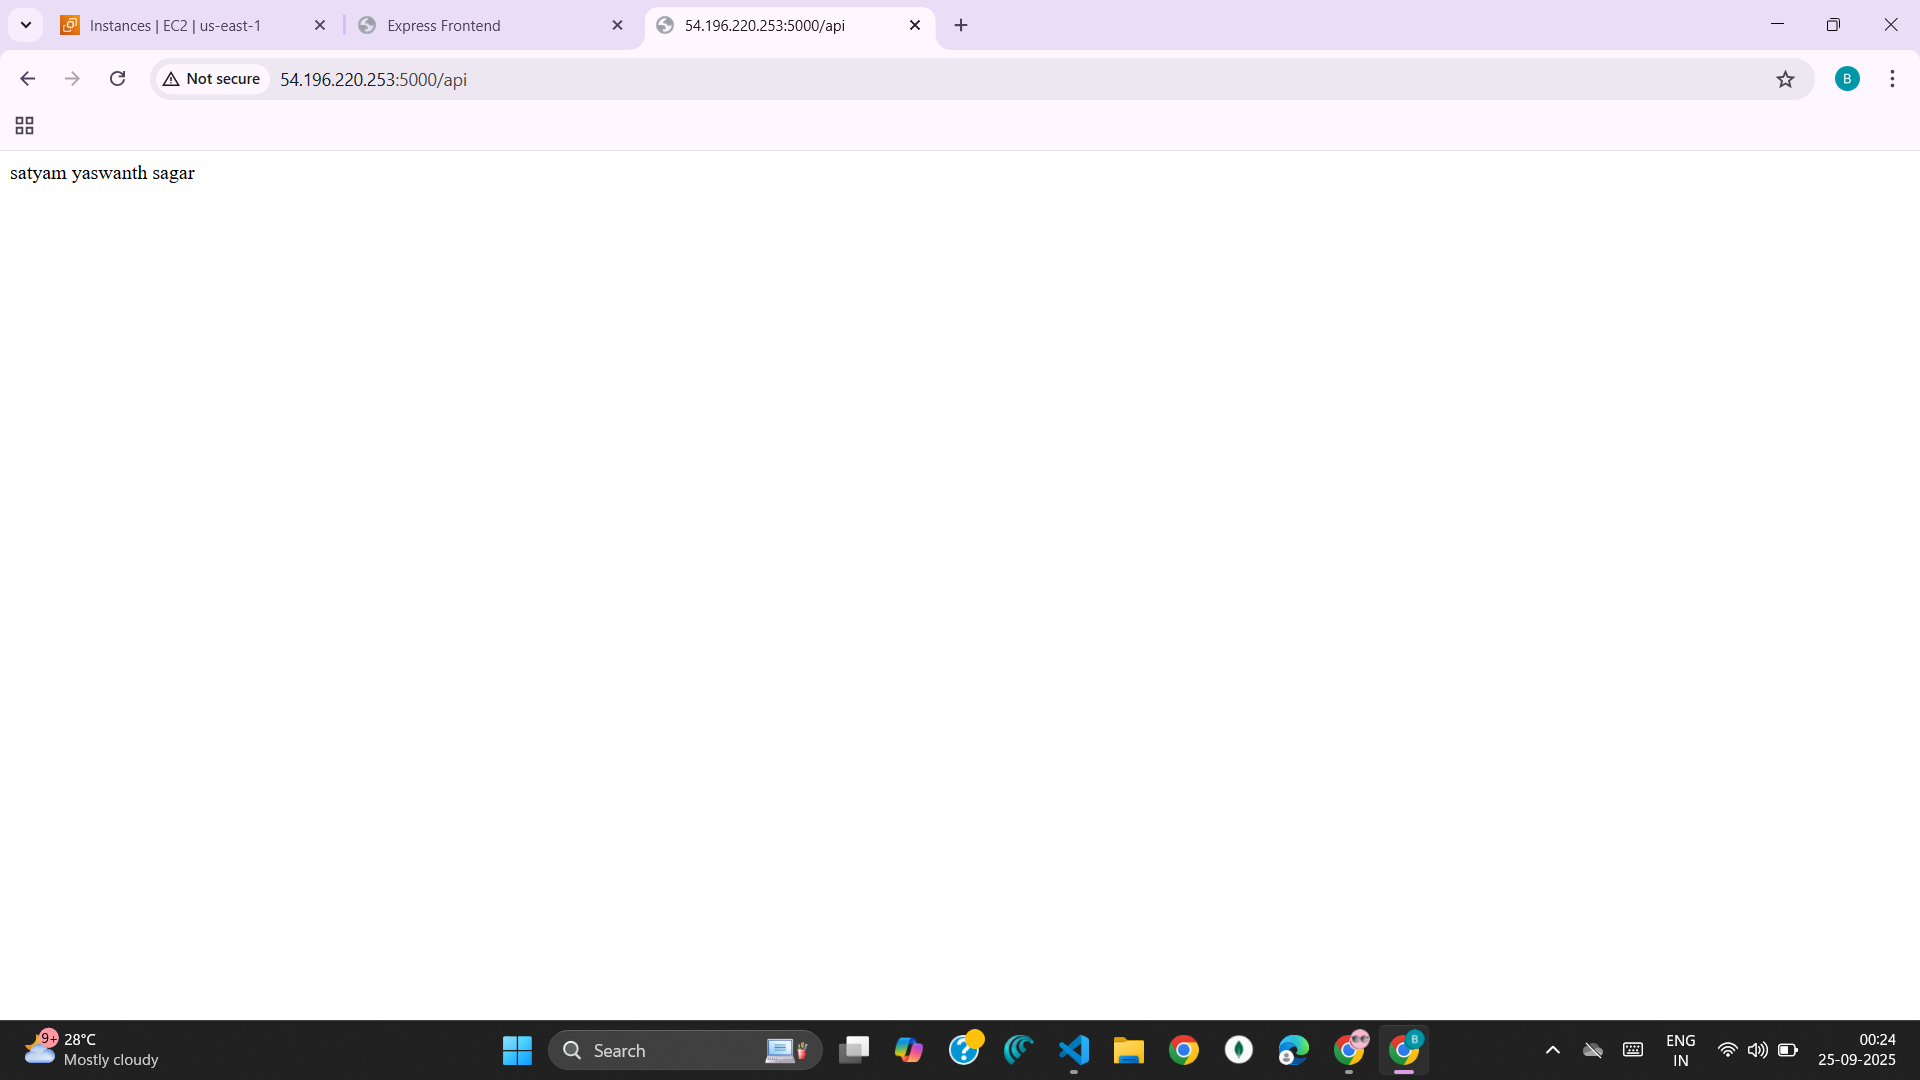 Instances | EC2 | us-east-1
Express Frontend
54.196.220.253:5000/api
Not secure
54.196.220.253:5000/api
B
satyam yaswanth sagar
9+
28°C
Mostly cloudy
Search
B
ENG
IN
00:24
25-09-2025